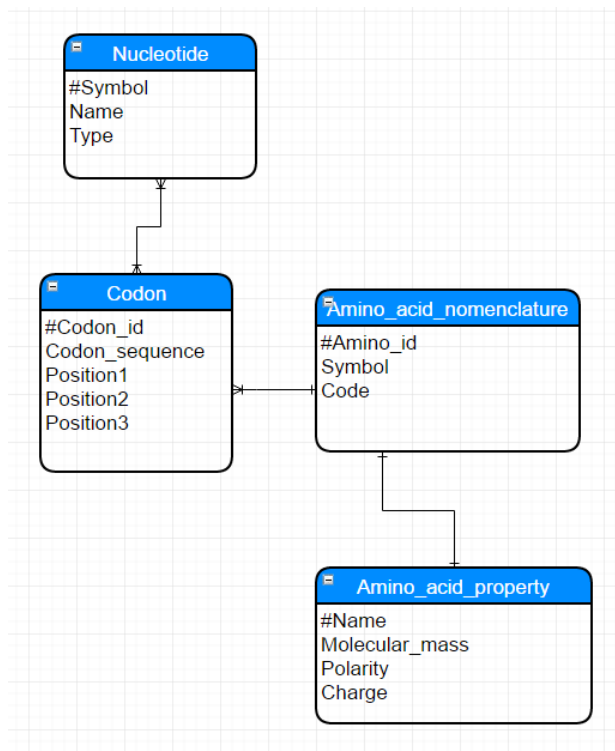 Nucleotide
#Symbol
Name
Type
Codon
#Codon_id
Codon_sequence
Position1
Position2
Position3
Amino_acid_nomenclature
#Amino_id
Symbol
Code
Amino_acid_property
#Name
Molecular_mass
Polarity
Charge